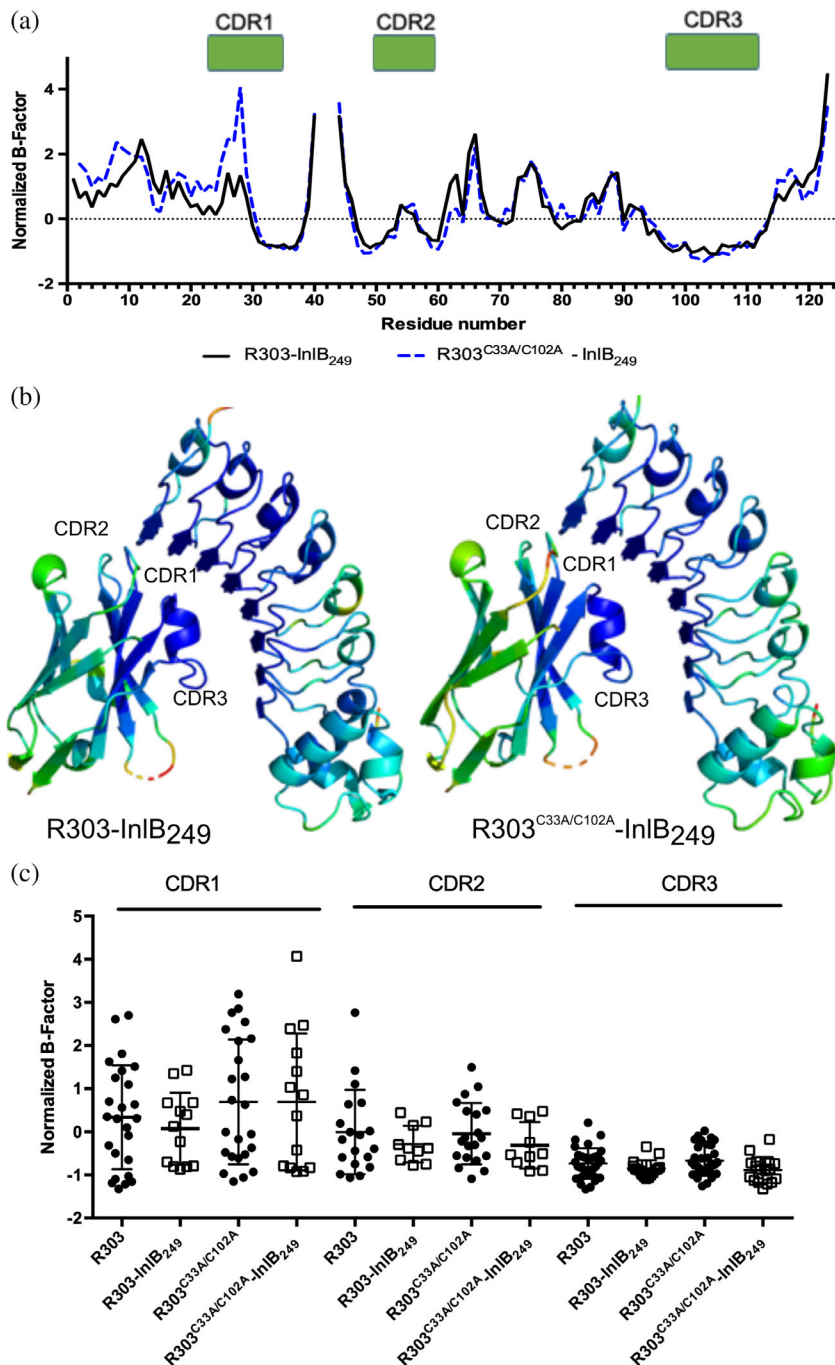 (a)
CDR1 CDR2 CDR3
Normalized B-Factor
4
2
0
-2
0 10 20 30 40 50 60 70 80 90 100 110 120
Residue number
R303-InlB249 R303C33A/C102A - InlB249
(b)
CDR2
CDR1
CDR3
R303-InlB249
CDR2
CDR1
CDR3
R303C33A/C102A-InlB249
(c)
CDR1 CDR2 CDR3
Normalized B-Factor
5
4
3
2
1
0
-1
-2
R303
R303-InlB249
R303C33A/C102A
R303C33A/C102A-InlB249
R303
R303-InlB249
R303C33A/C102A
R303C33A/C102A-InlB249
R303
R303-InlB249
R303C33A/C102A
R303C33A/C102A-InlB249